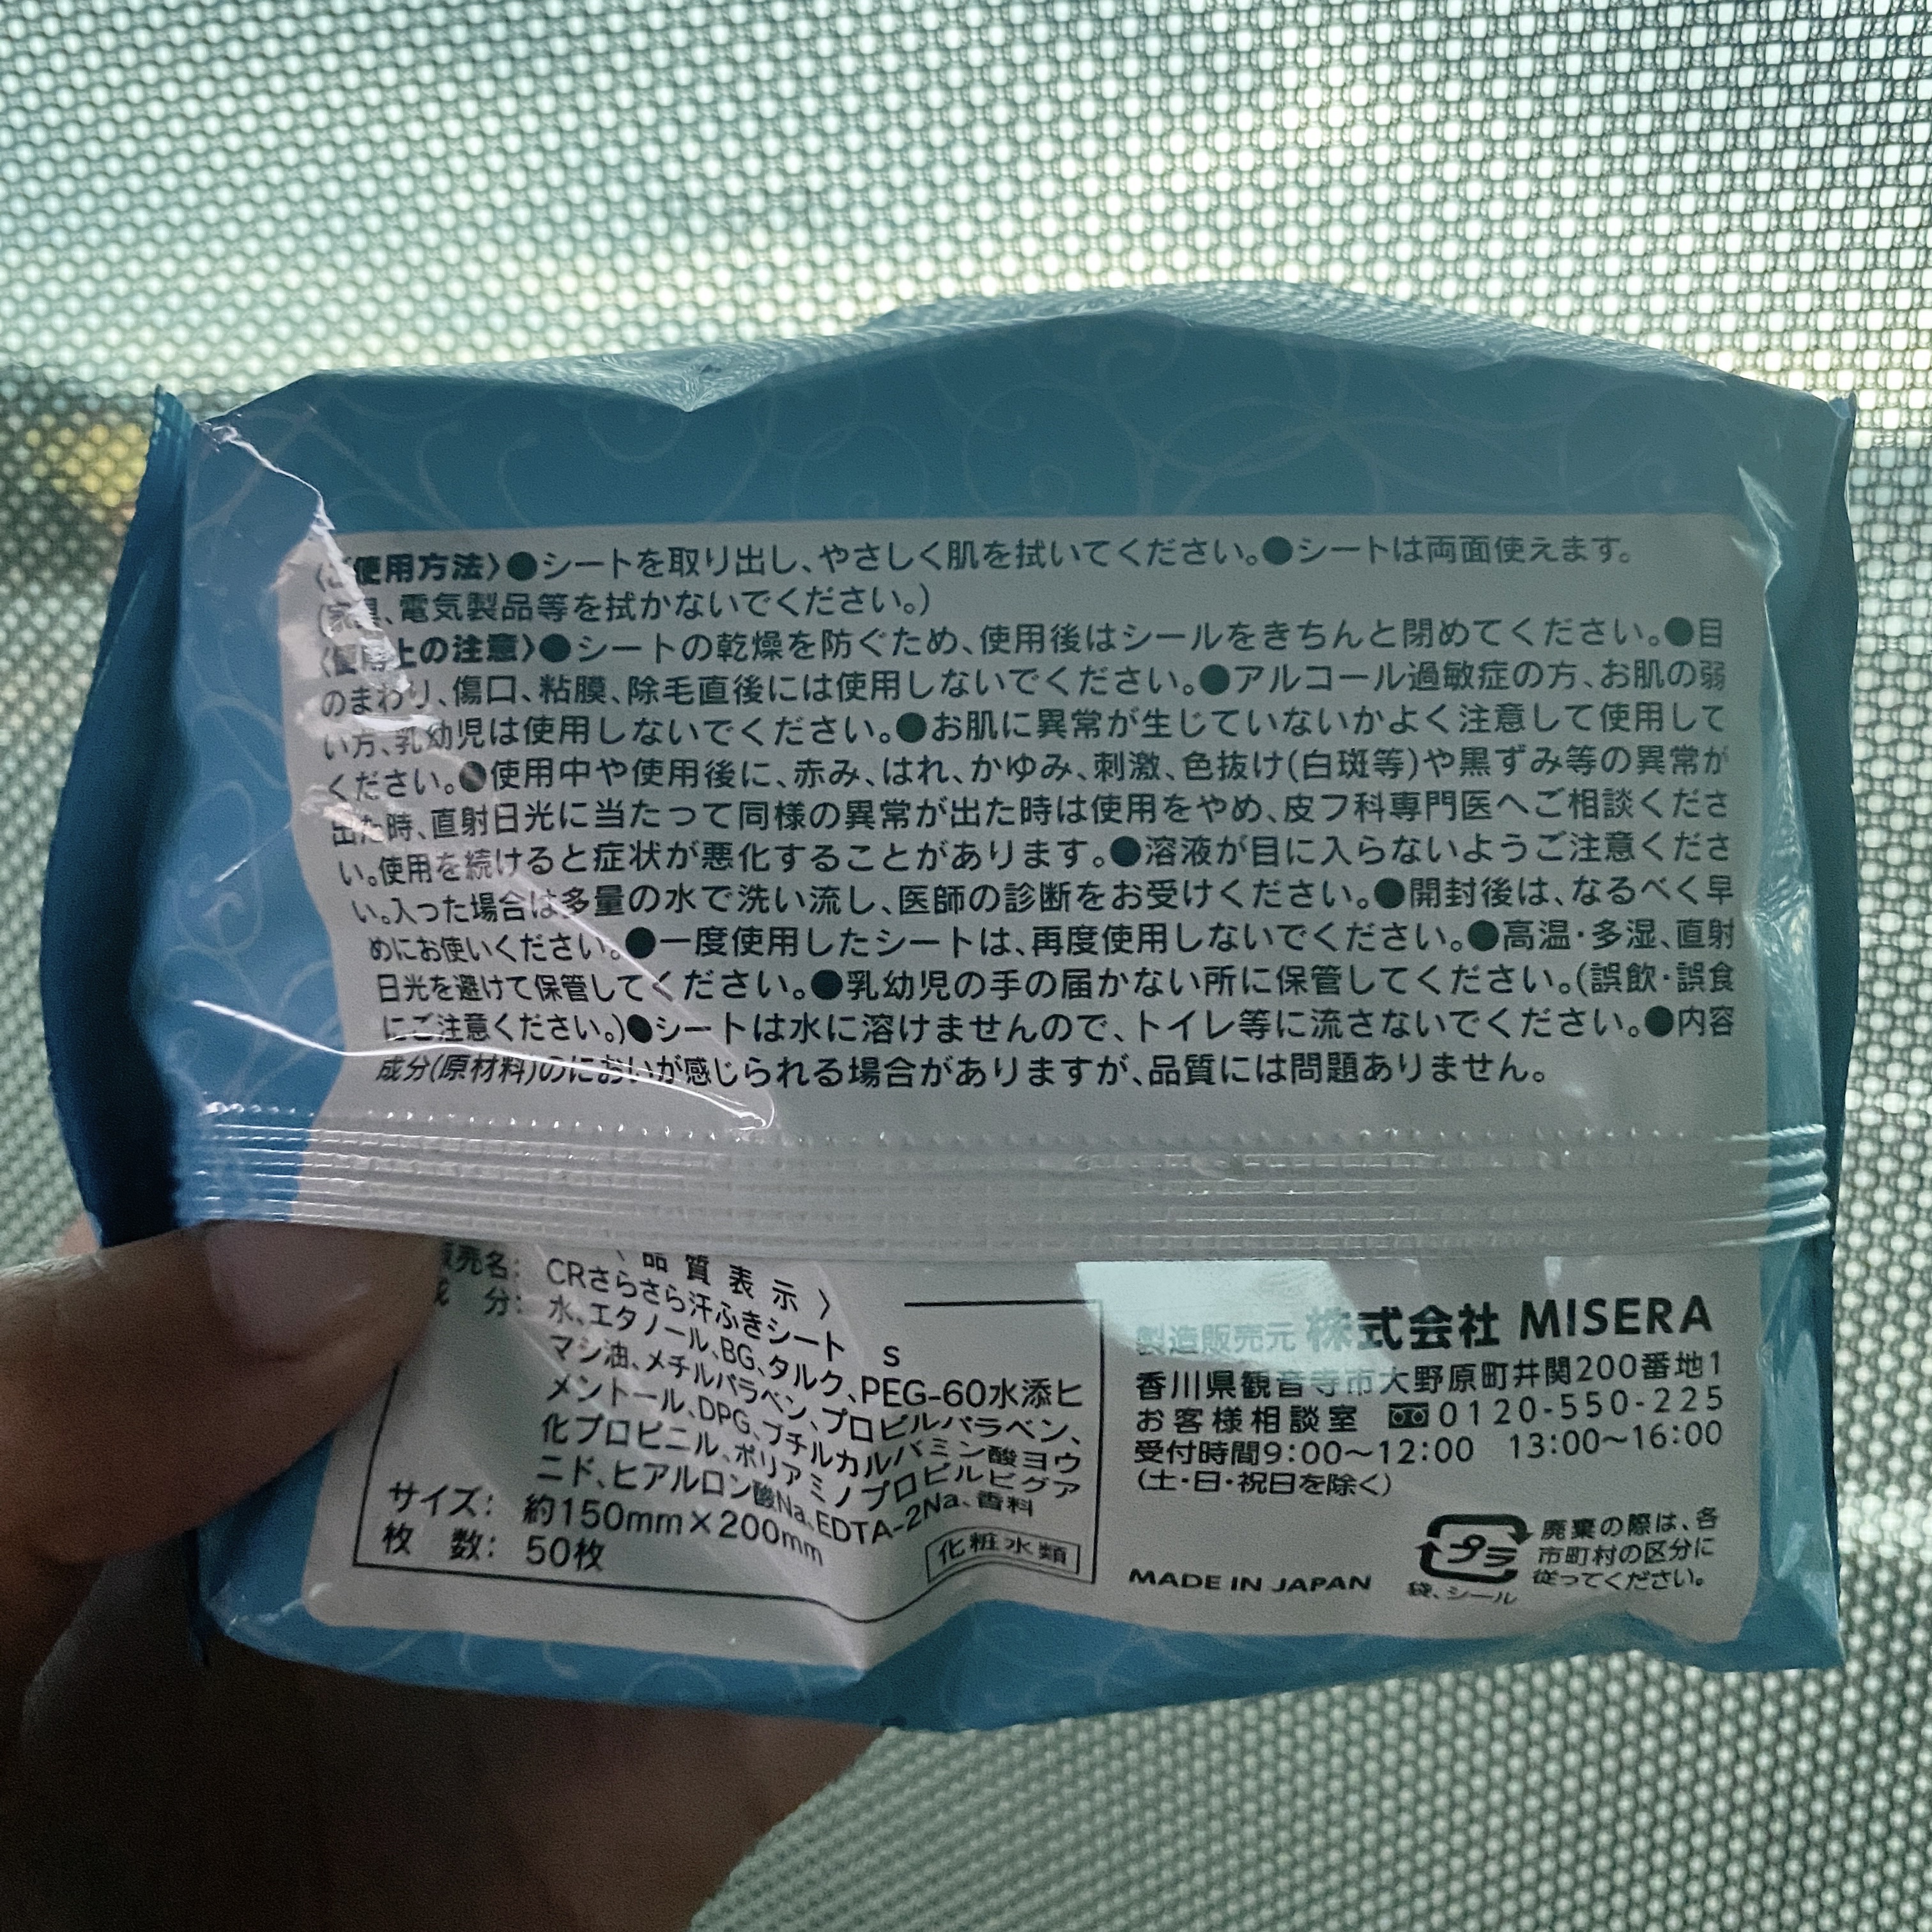 使用方法〉●シートを取り出し、やさしく肌を拭いてください。●シートは両面使えます。
(家具、電気製品等を拭かないでください。)
〈使用上の注意〉●シートの乾燥を防ぐため、使用後はシールをきちんと閉めてください。●目
のまわり、傷口、粘膜、除毛直後には使用しないでください。●アルコール過敏症の方、お肌の弱
い方、乳幼児は使用しないでください。●お肌に異常が生じていないかよく注意して使用して
ください。●使用中や使用後に、赤み、はれ、かゆみ、刺激、色抜け(白斑等)や黒ずみ等の異常が
出た時、直射日光に当たって同様の異常が出た時は使用をやめ、皮フ科専門医へご相談くださ
い。使用を続けると症状が悪化することがあります。●溶液が目に入らないようご注意くださ
い。入った場合は多量の水で洗い流し、医師の診断をお受けください。●開封後は、なるべく早
めにお使いください。●一度使用したシートは、再度使用しないでください。●高温・多湿、直射
日光を避けて保管してください。●乳幼児の手の届かない所に保管してください。(誤飲・誤食
にご注意ください。)●シートは水に溶けませんので、トイレ等に流さないでください。●内容
成分(原材料)のにおいが感じられる場合がありますが、品質には問題ありません。
〈品質表示〉
販売名: CRさらさら汗ふきシート S
成 分: 水、エタノール、BG、タルク、PEG-60水添ヒ
マシ油、メチルパラベン、プロピルパラベン、
メントール、DPG、ブチルカルバミン酸ヨウ
化プロピニル、ポリアミノプロピルビグア
ニド、ヒアルロン酸Na、EDTA-2Na、香料
サイズ: 約150mm×200mm
枚 数: 50枚
化粧水類
製造販売元 株式会社 MISERA
香川県観音寺市大野原町井関200番地1
お客様相談室 0120-550-225
受付時間9:00〜12:00 13:00〜16:00
(土・日・祝日を除く)
MADE IN JAPAN
プラ
袋、シール
廃棄の際は、各
市町村の区分に
従ってください。